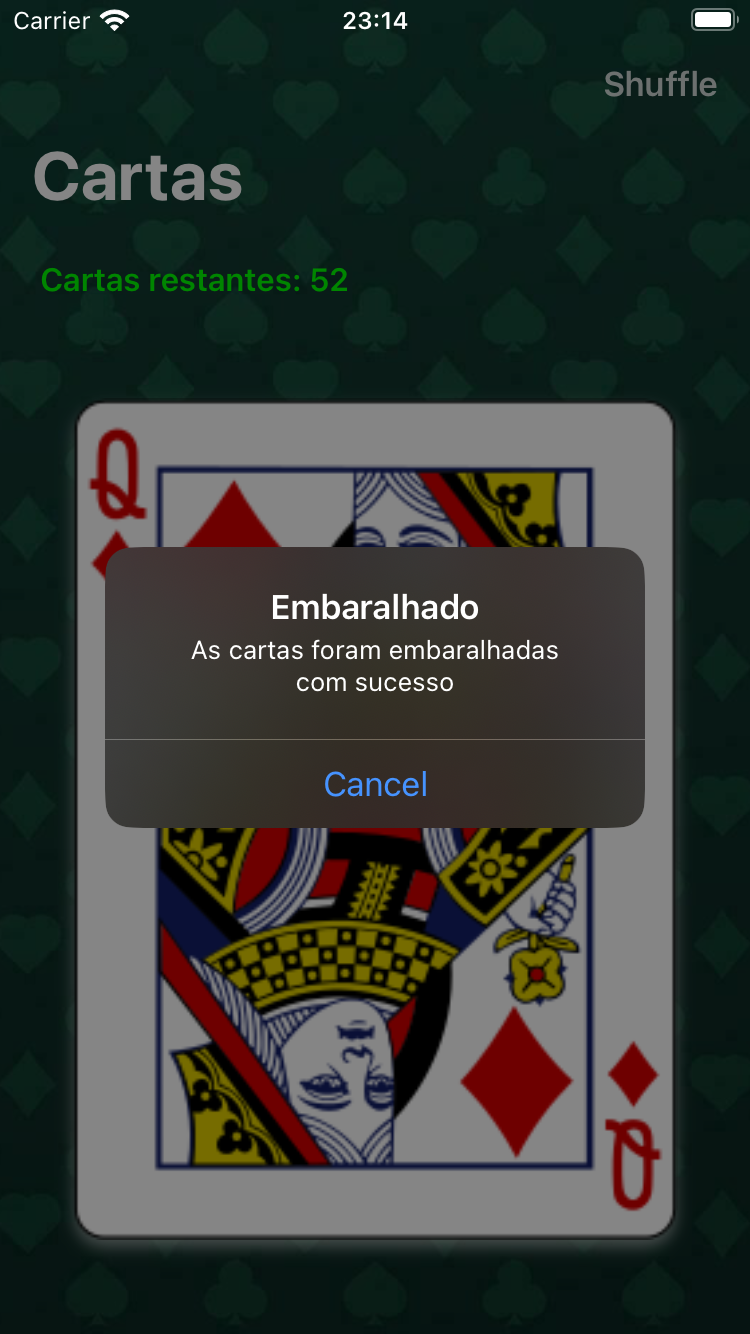 Carrier
23:14
Shuffle
Cartas
Cartas restantes: 52
Q
Embaralhado
As cartas foram embaralhadas
com sucesso
Cancel
Q